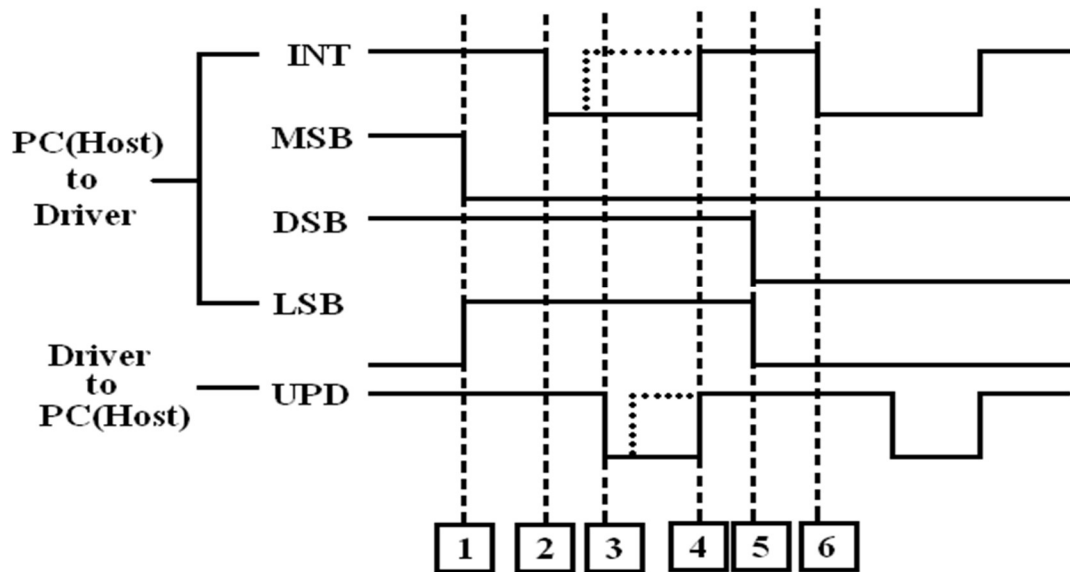 INT
MSB
PC(Host)
to
Driver
DSB
LSB
Driver
to
PC(Host)
UPD
1 2 3 4 5 6